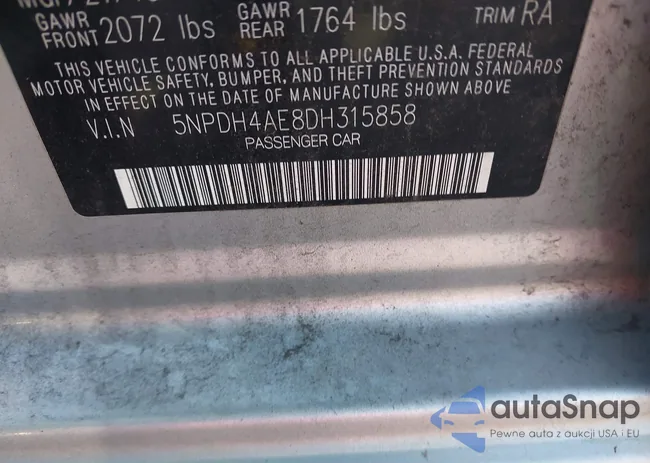 GAWR FRONT 2072 lbs GAWR REAR 1764 lbs TRIM RA
THIS VEHICLE CONFORMS TO ALL APPLICABLE U.S.A. FEDERAL
MOTOR VEHICLE SAFETY, BUMPER, AND THEFT PREVENTION STANDARDS
IN EFFECT ON THE DATE OF MANUFACTURE SHOWN ABOVE.
V.I.N 5NPDH4AE8DH315858
PASSENGER CAR
autaSnap
Pewne auta z aukcji USA i EU